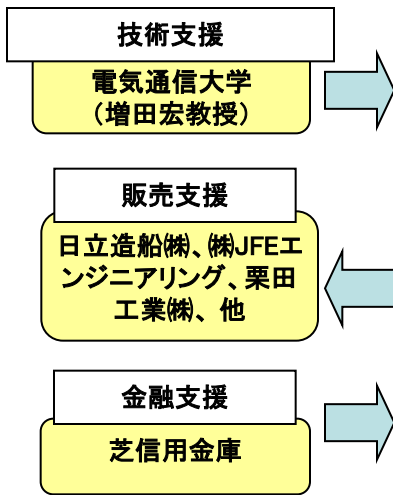 技術支援
電気通信大学
（増田宏教授）
販売支援
日立造船㈱、㈱JFEエ
ンジニアリング、栗田
工業㈱、他
金融支援
芝信用金庫